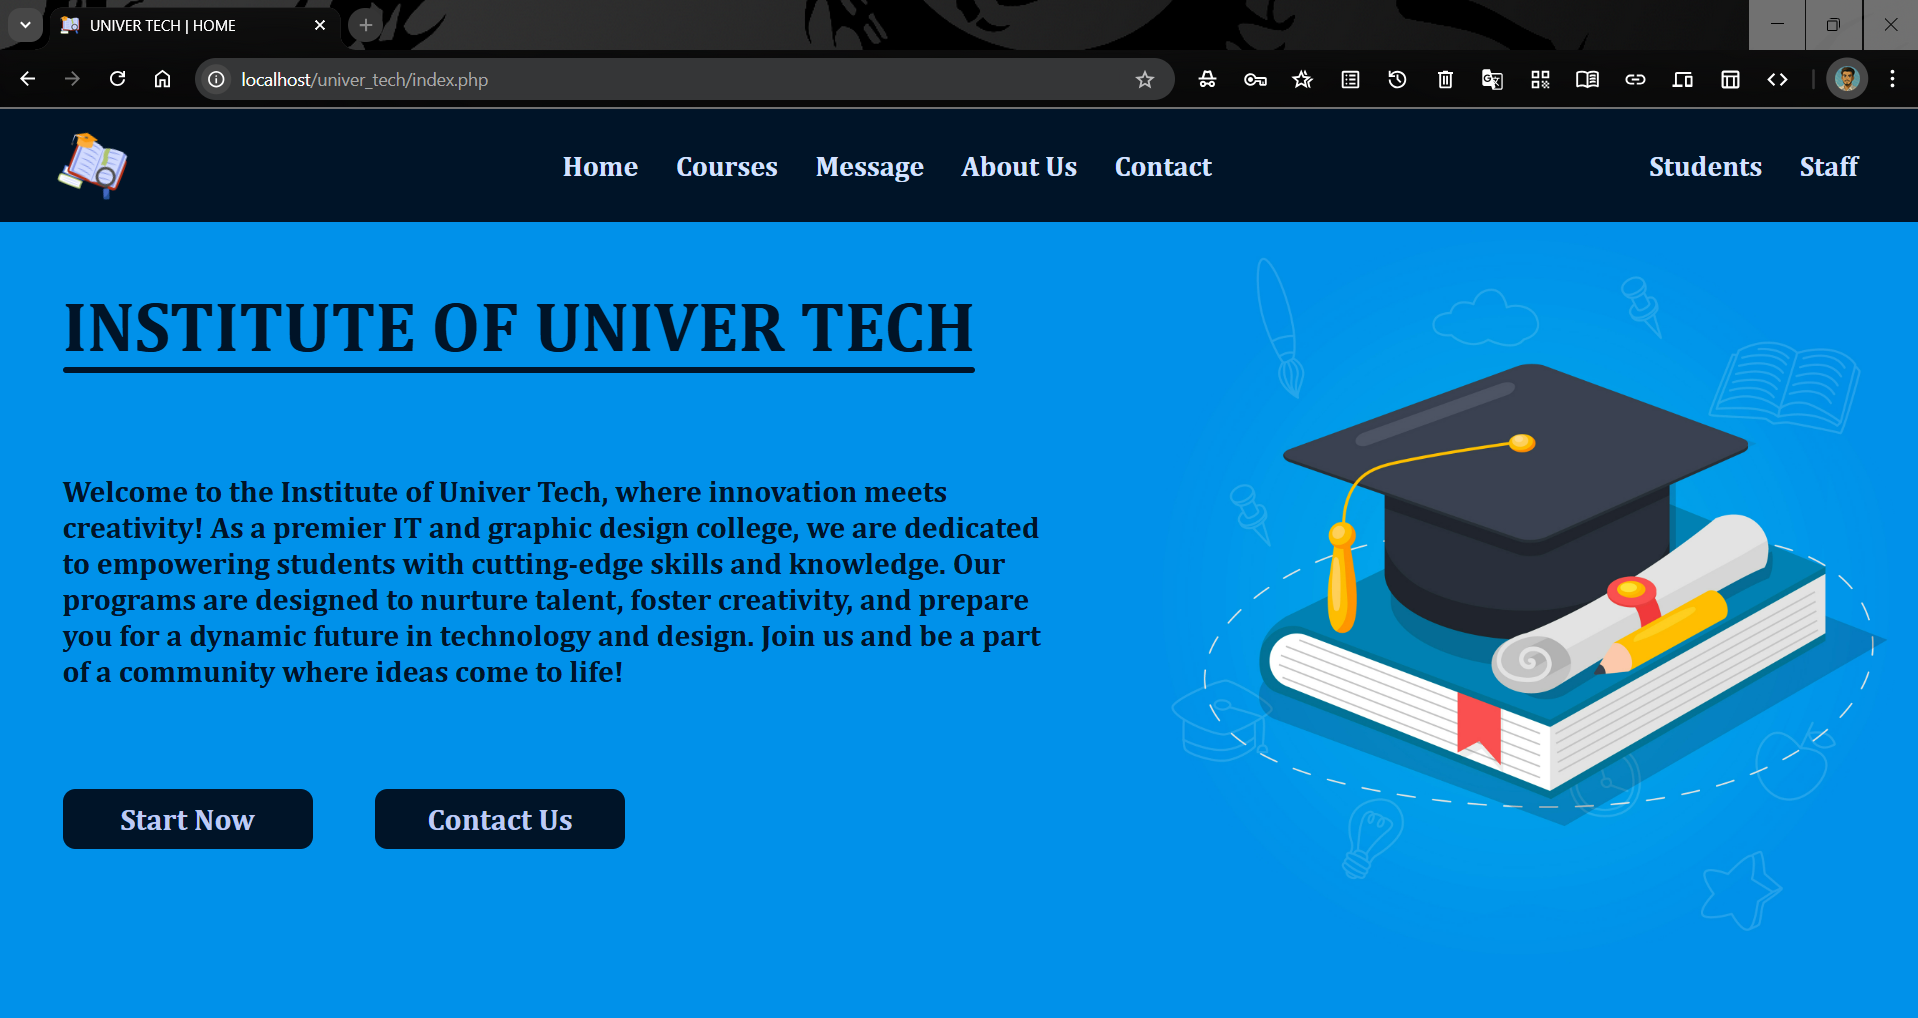 UNIVER TECH | HOME
localhost/univer_tech/index.php
Home Courses Message About Us Contact Students Staff
INSTITUTE OF UNIVER TECH
Welcome to the Institute of Univer Tech, where innovation meets
creativity! As a premier IT and graphic design college, we are dedicated
to empowering students with cutting-edge skills and knowledge. Our
programs are designed to nurture talent, foster creativity, and prepare
you for a dynamic future in technology and design. Join us and be a part
of a community where ideas come to life!
Start Now Contact Us